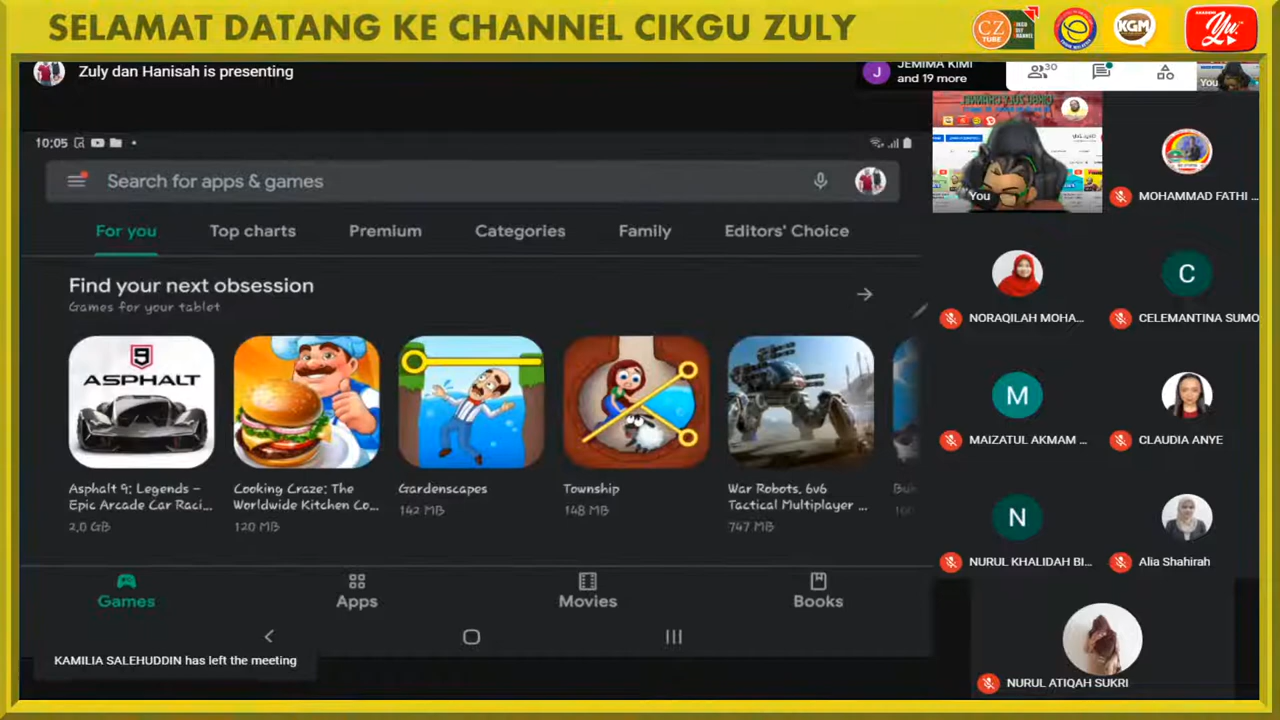 SELAMAT DATANG KE CHANNEL CIKGU ZULY
CZ
TUBE
KGM
Yu
Zuly dan Hanisah is presenting
J
JEMIMA KIMI
and 19 more
30
You
10:05
Search for apps & games
For you
Top charts
Premium
Categories
Family
Editors' Choice
Find your next obsession
Games for your tablet
9
ASPHALT
Asphalt 9: Legends –
Epic Arcade Car Raci...
2,0 GB
Cooking Craze: The
Worldwide Kitchen Co...
120 MB
Gardenscapes
142 MB
Township
148 MB
War Robots. 6v6
Tactical Multiplayer ...
747 MB
Games
Apps
Movies
Books
KAMILIA SALEHUDDIN has left the meeting
You
MOHAMMAD FATHI ...
NORAQILAH MOHA...
C
CELEMANTINA SUMO
M
MAIZATUL AKMAM ...
CLAUDIA ANYE
N
NURUL KHALIDAH BI...
Alia Shahirah
NURUL ATIQAH SUKRI